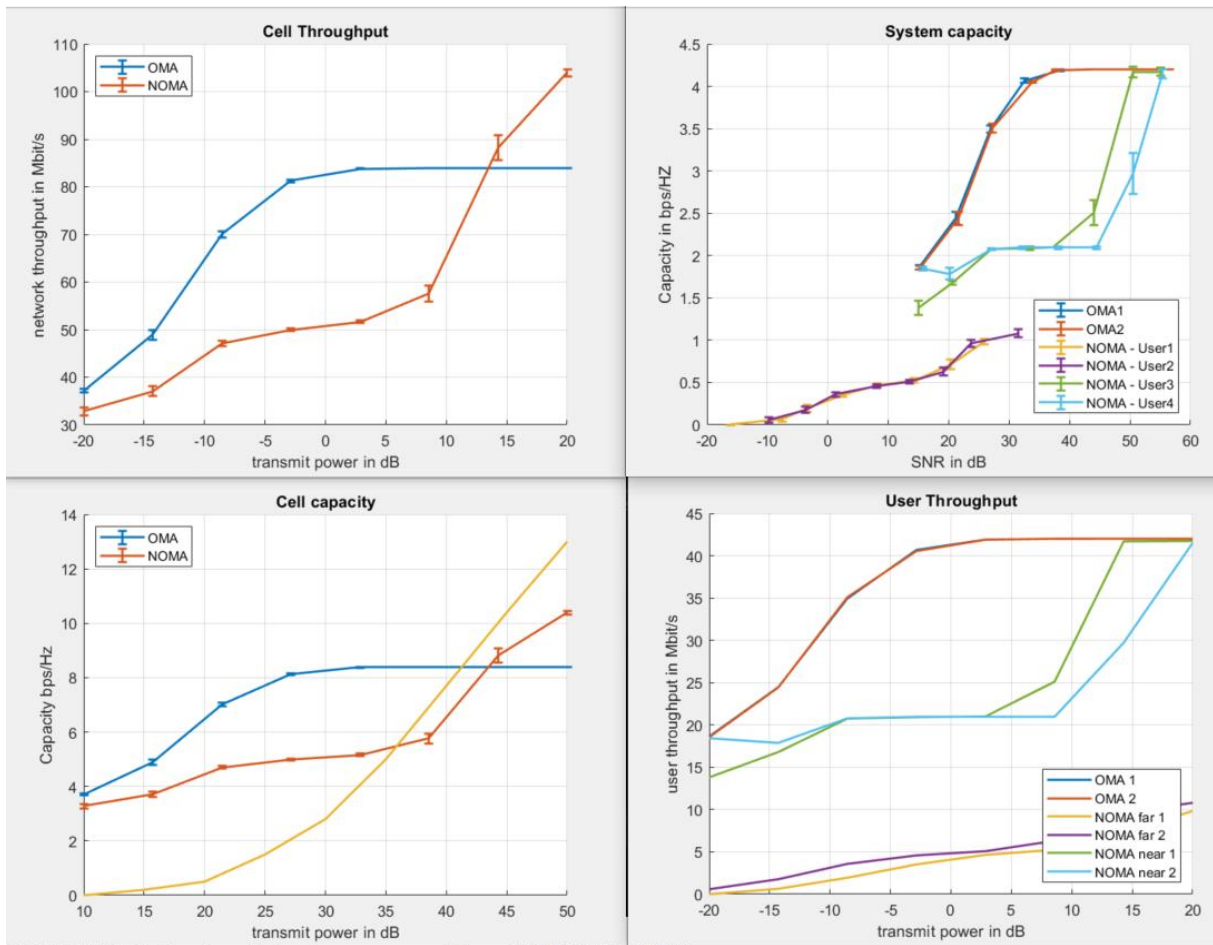 Cell Throughput
110
100
90
80
70
60
50
40
30
network throughput in Mbit/s
OMA
NOMA
-20
-15
-10
-5
0
5
10
15
20
transmit power in dB
System capacity
4.5
4
3.5
3
2.5
2
1.5
1
0.5
0
Capacity in bps/HZ
OMA1
OMA2
NOMA - User1
NOMA - User2
NOMA - User3
NOMA - User4
-20
-10
0
10
20
30
40
50
60
SNR in dB
Cell capacity
14
12
10
8
6
4
2
0
Capacity bps/Hz
OMA
NOMA
10
15
20
25
30
35
40
45
50
transmit power in dB
User Throughput
45
40
35
30
25
20
15
10
5
0
user throughput in Mbit/s
OMA 1
OMA 2
NOMA far 1
NOMA far 2
NOMA near 1
NOMA near 2
-20
-15
-10
-5
0
5
10
15
20
transmit power in dB